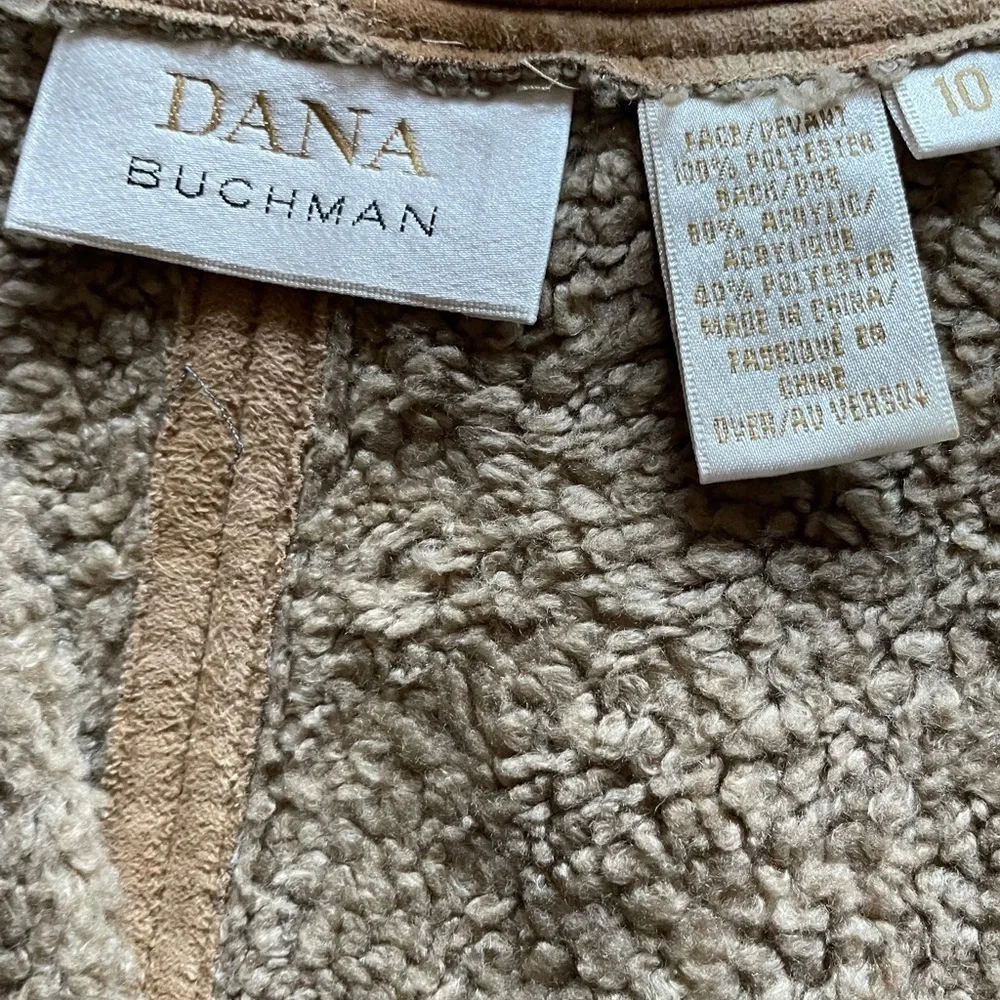 DANA
BUCHMAN
FACE/DEVANT
100% POLYESTER
BACK/DOS
60% ACRYLIC/
ACRYLIQUE
40% POLYESTER
MADE IN CHINA/
FABRIQUÉ EN
CHINE
OVER/AU VERSO↓
10